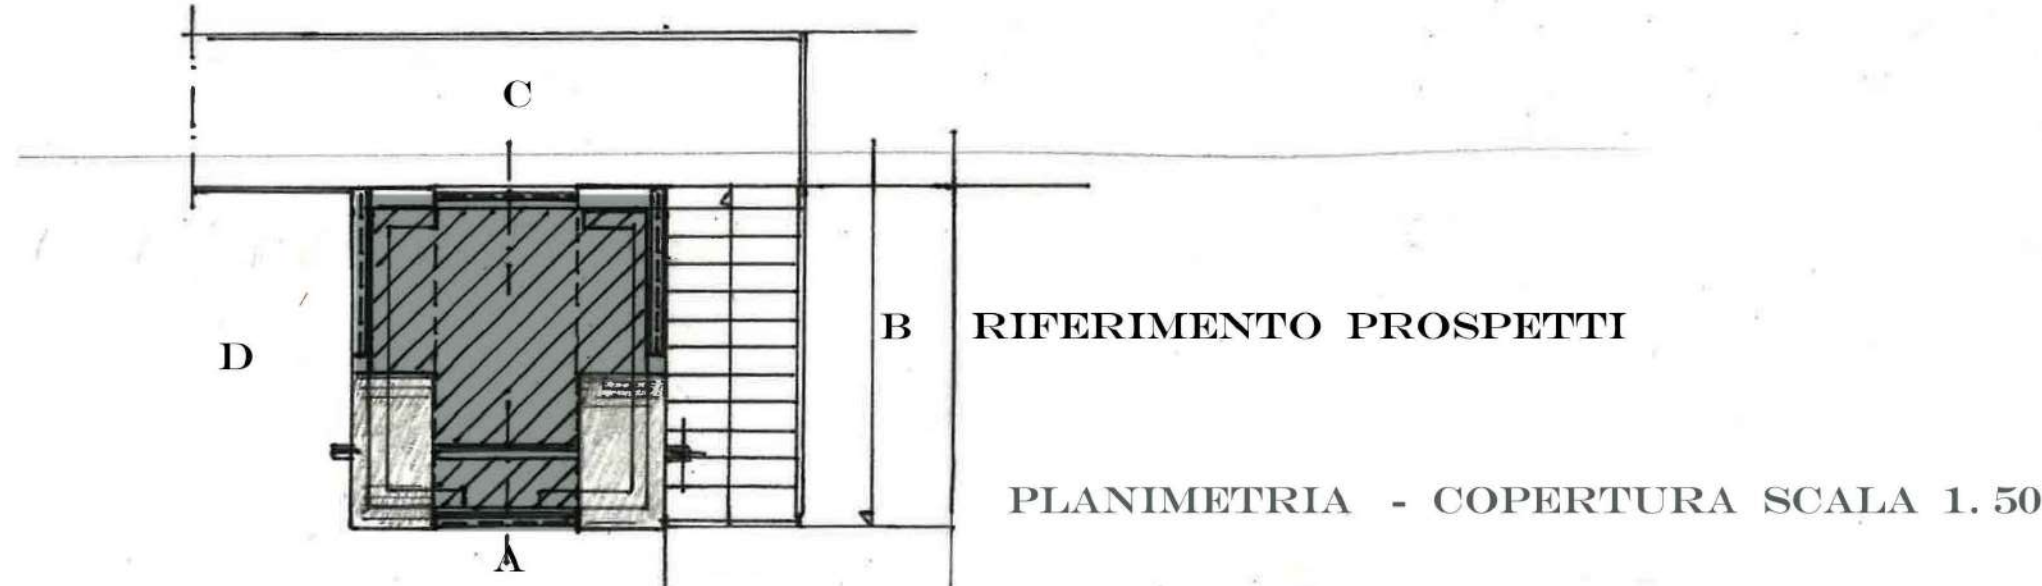 C
B RIFERIMENTO PROSPETTI
D
PLANIMETRIA - COPERTURA SCALA 1.50
A